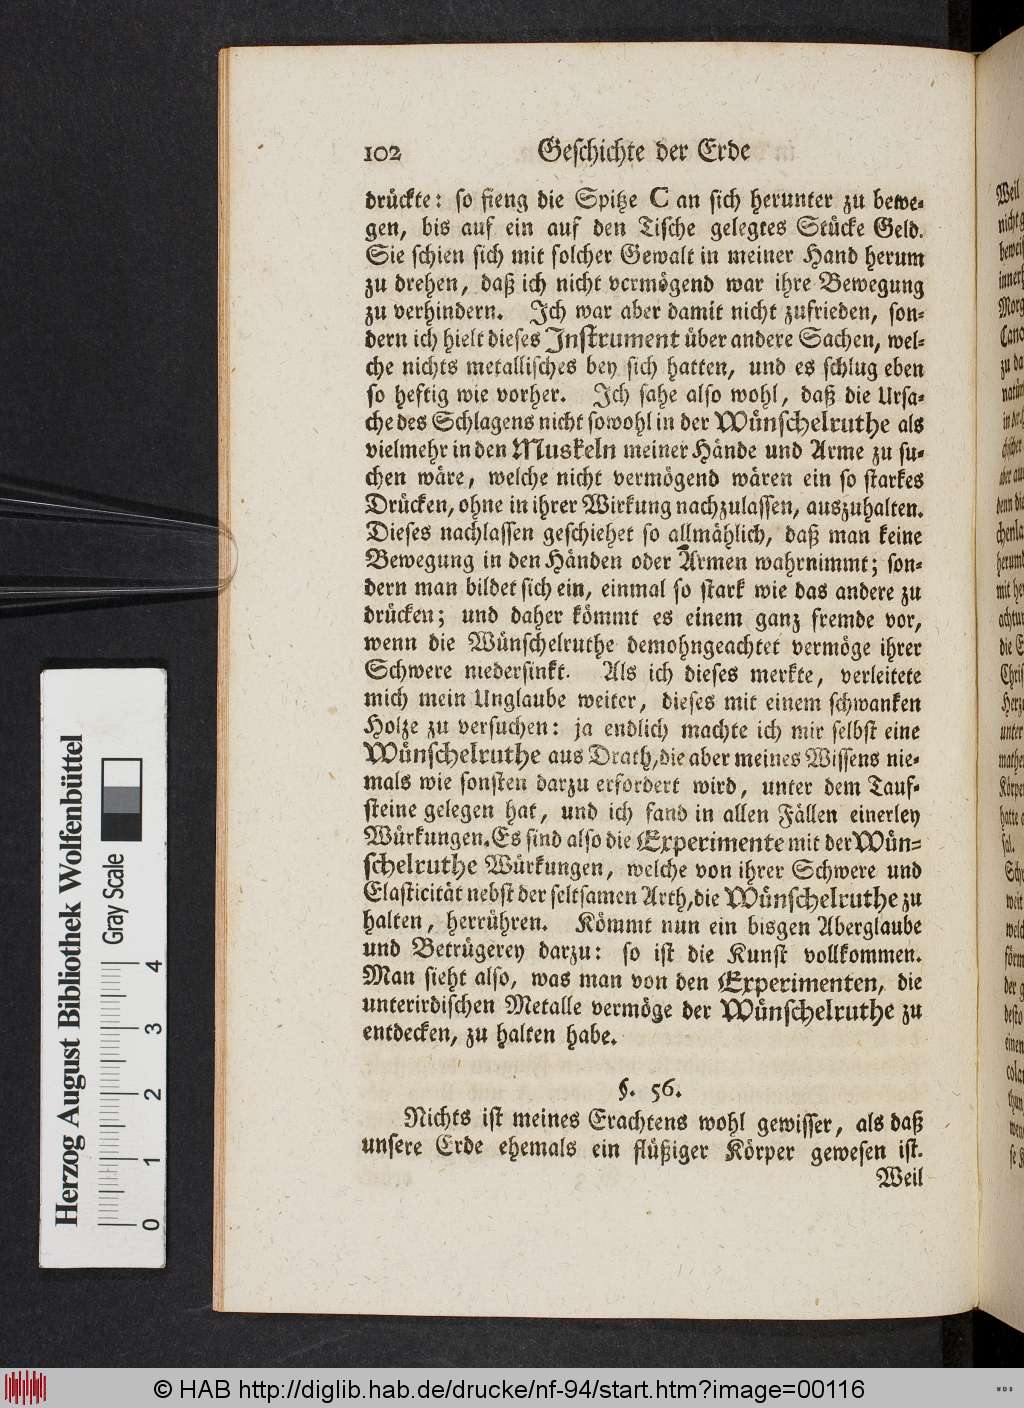 102 Geschichte der Erde
drückte: so fieng die Spitze C an sich herunter zu bewe-
gen, bis auf ein auf den Tische gelegtes Stücke Geld.
Sie schien sich mit solcher Gewalt in meiner Hand herum
zu drehen, daß ich nicht vermögend war ihre Bewegung
zu verhindern. Ich war aber damit nicht zufrieden, son-
dern ich hielt dieses Instrument über andere Sachen, wel-
che nichts metallisches bey sich hatten, und es schlug eben
so heftig wie vorher. Ich sahe also wohl, daß die Ursa-
che des Schlagens nicht sowohl in der Wünschelruthe als
vielmehr in den Muskeln meiner Hände und Arme zu su-
chen wäre, welche nicht vermögend wären ein so starkes
Drücken, ohne in ihrer Wirkung nachzulassen, auszuhalten.
Dieses nachlassen geschiehet so allmählich, daß man keine
Bewegung in den Händen oder Armen wahrnimmt; son-
dern man bildet sich ein, einmal so stark wie das andere zu
drücken; und daher kömmt es einem ganz fremde vor,
wenn die Wünschelruthe demohngeachtet vermöge ihrer
Schwere niedersinkt. Als ich dieses merkte, verleitete
mich mein Unglaube weiter, dieses mit einem schwanken
Holze zu versuchen: ja endlich machte ich mir selbst eine
Wünschelruthe aus Drath, die aber meines Wissens nie-
mals wie sonsten darzu erfordert wird, unter dem Tauf-
steine gelegen hat, und ich fand in allen Fällen einerley
Würkungen. Es sind also die Experimente mit der Wün-
schelruthe Würkungen, welche von ihrer Schwere und
Elasticität nebst der seltsamen Arth, die Wünschelruthe zu
halten, herrühren. Kömmt nun ein bisgen Aberglaube
und Betrügerey darzu: so ist die Kunst vollkommen.
Man sieht also, was man von den Experimenten, die
unterirdischen Metalle vermöge der Wünschelruthe zu
entdecken, zu halten habe.
§. 56.
Nichts ist meines Erachtens wohl gewisser, als daß
unsere Erde ehemals ein flüßiger Körper gewesen ist.
Weil
Herzog August Bibliothek Wolfenbüttel
Gray Scale
0 1 2 3 4
© HAB http://diglib.hab.de/drucke/nf-94/start.htm?image=00116